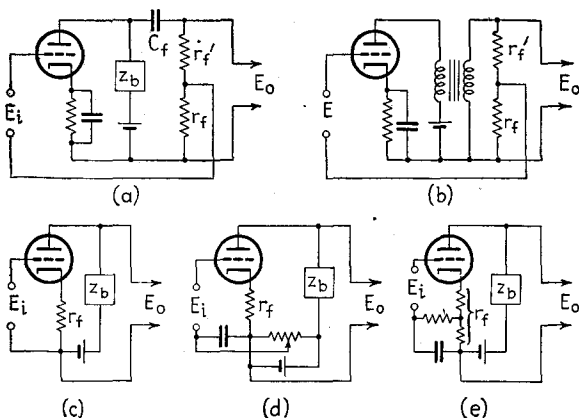 C_f
r_f'
z_b
E_i
E_o
r_f
(a)
r_f'
E
E_o
r_f
(b)
E_i
z_b
E_o
r_f
(c)
E_i
z_b
E_o
r_f
(d)
E_i
z_b
E_o
r_f
(e)